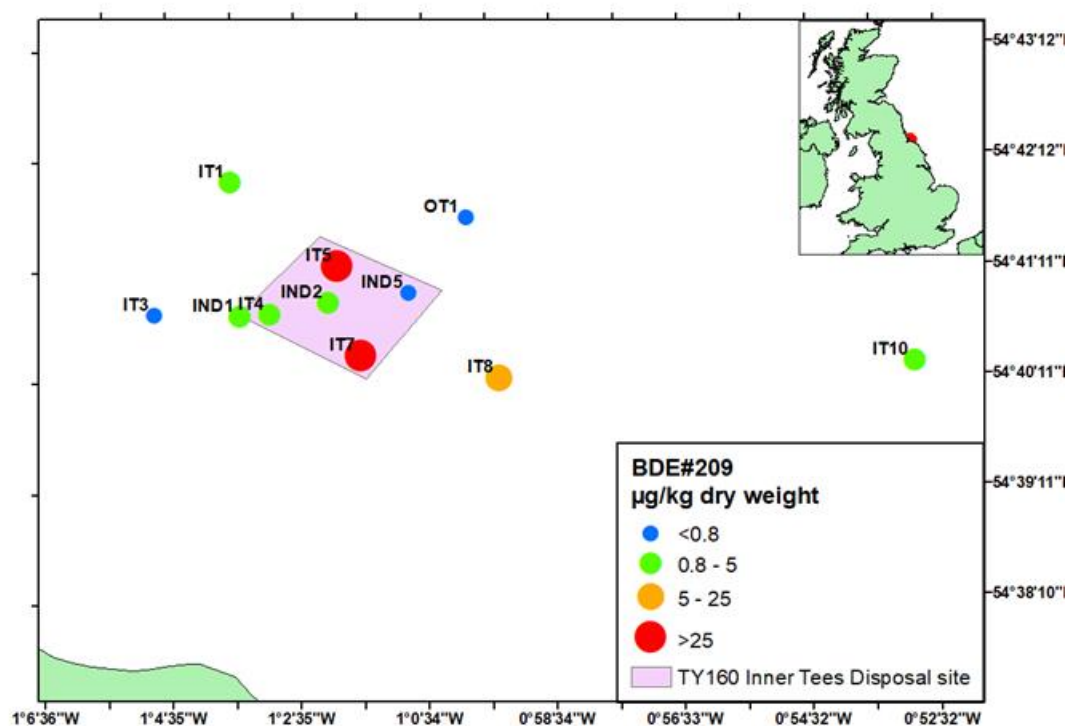 54°43'12"
54°42'12"
IT1
OT1
54°41'11"
IT5
IND5
IND2
IT3
IND1
IT4
IT7
IT10
IT8
54°40'11"
BDE#209
µg/kg dry weight
<0.8
0.8 - 5
5 - 25
>25
TY160 Inner Tees Disposal site
54°39'11"
54°38'10"
1°6'36"W 1°4'35"W 1°2'35"W 1°0'34"W 0°58'34"W 0°56'33"W 0°54'32"W 0°52'32"W